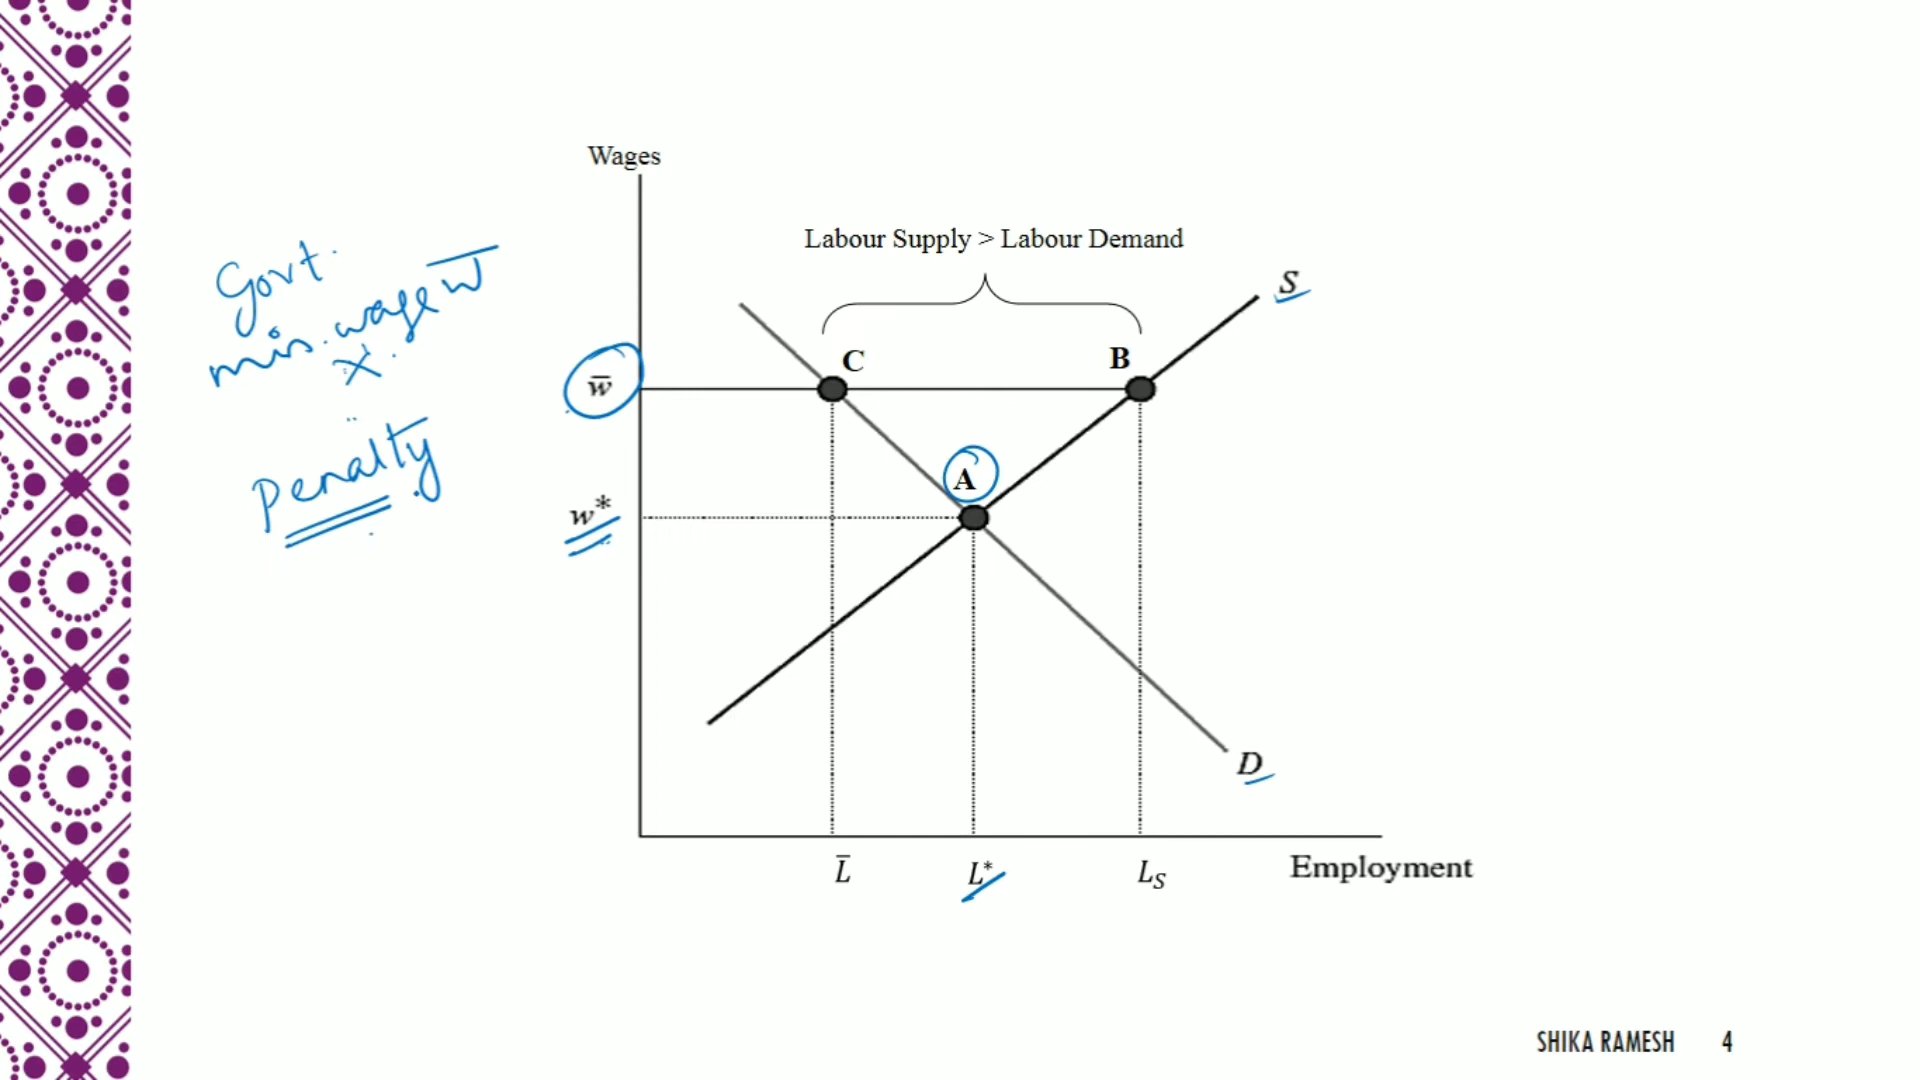 Wages
Labour Supply > Labour Demand
S
Govt.
min. wage w̅
x
C
B
w̅
Penalty
A
w*
D
L̅
L*
L_S
Employment
SHIKA RAMESH 4